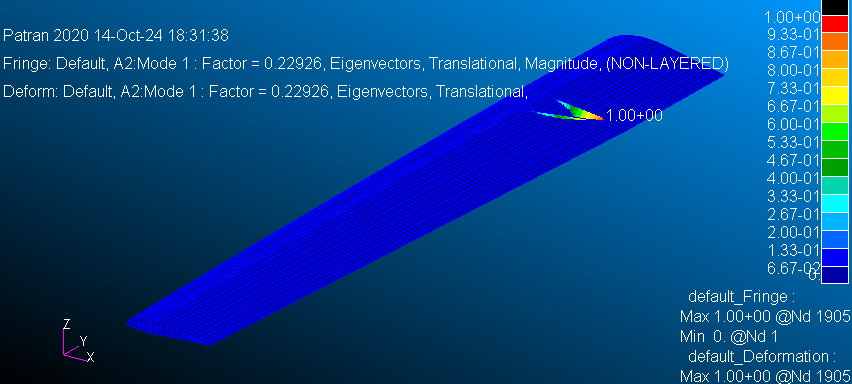 Patran 2020 14-Oct-24 18:31:38
Fringe: Default, A2:Mode 1 : Factor = 0.22926, Eigenvectors, Translational, Magnitude, (NON-LAYERED)
Deform: Default, A2:Mode 1 : Factor = 0.22926, Eigenvectors, Translational,
1.00+00
1.00+00
9.33-01
8.67-01
8.00-01
7.33-01
6.67-01
6.00-01
5.33-01
4.67-01
4.00-01
3.33-01
2.67-01
2.00-01
1.33-01
6.67-02
0.
default_Fringe :
Max 1.00+00 @Nd 1905
Min 0. @Nd 1
default_Deformation :
Max 1.00+00 @Nd 1905
Z
Y
X